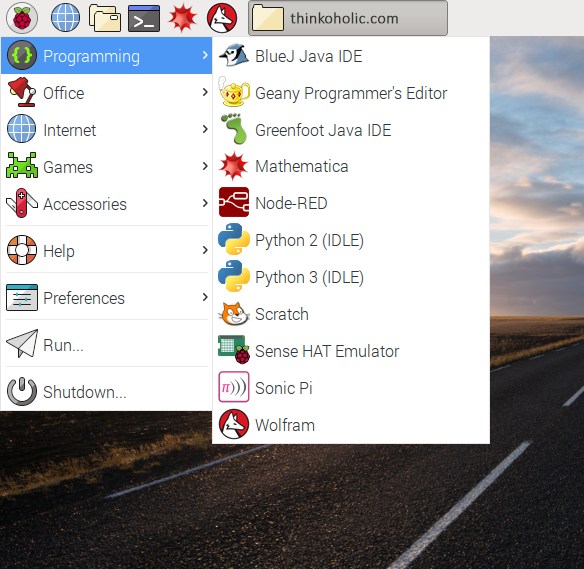 thinkoholic.com
Programming
Office
Internet
Games
Accessories
Help
Preferences
Run...
Shutdown...
BlueJ Java IDE
Geany Programmer's Editor
Greenfoot Java IDE
Mathematica
Node-RED
Python 2 (IDLE)
Python 3 (IDLE)
Scratch
Sense HAT Emulator
Sonic Pi
Wolfram